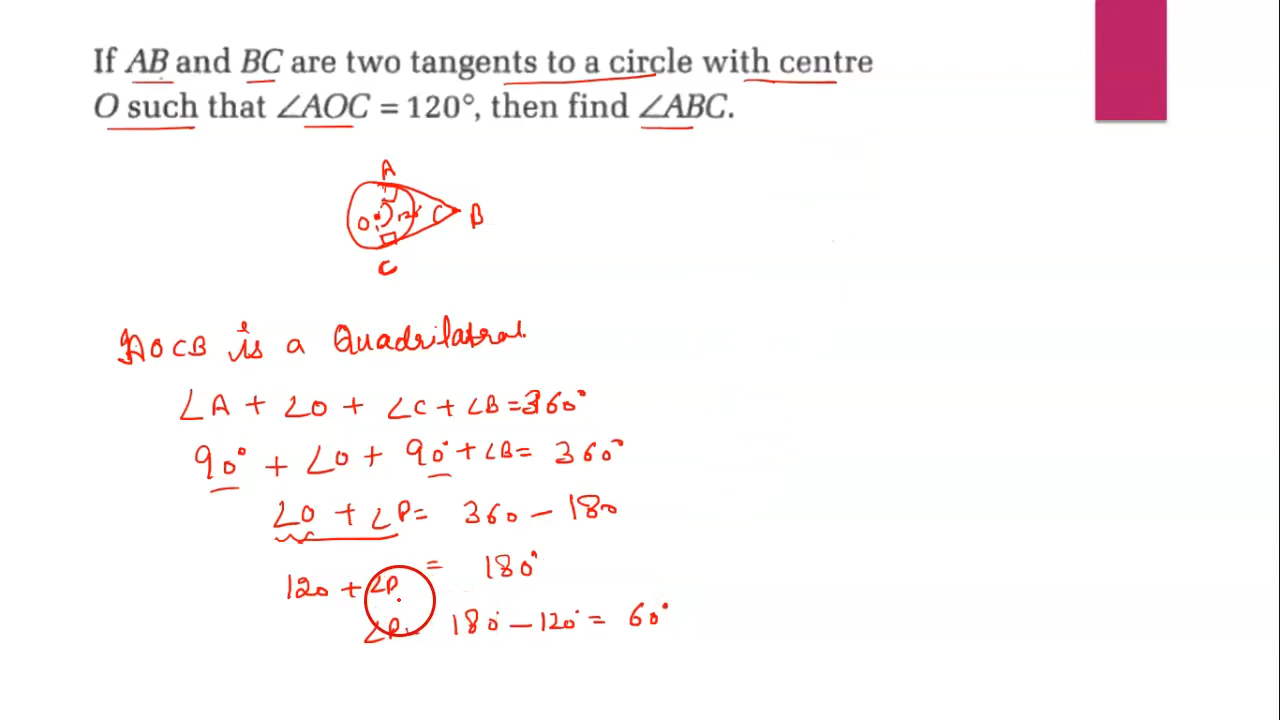 If AB and BC are two tangents to a circle with centre
O such that ∠AOC = 120°, then find ∠ABC.
A
O 120° B
C
AOCB is a Quadrilateral.
∠A + ∠O + ∠C + ∠B = 360°
90° + ∠O + 90° + ∠B = 360°
∠O + ∠P = 360 - 180
120 + ∠P = 180°
∠P = 180° - 120° = 60°